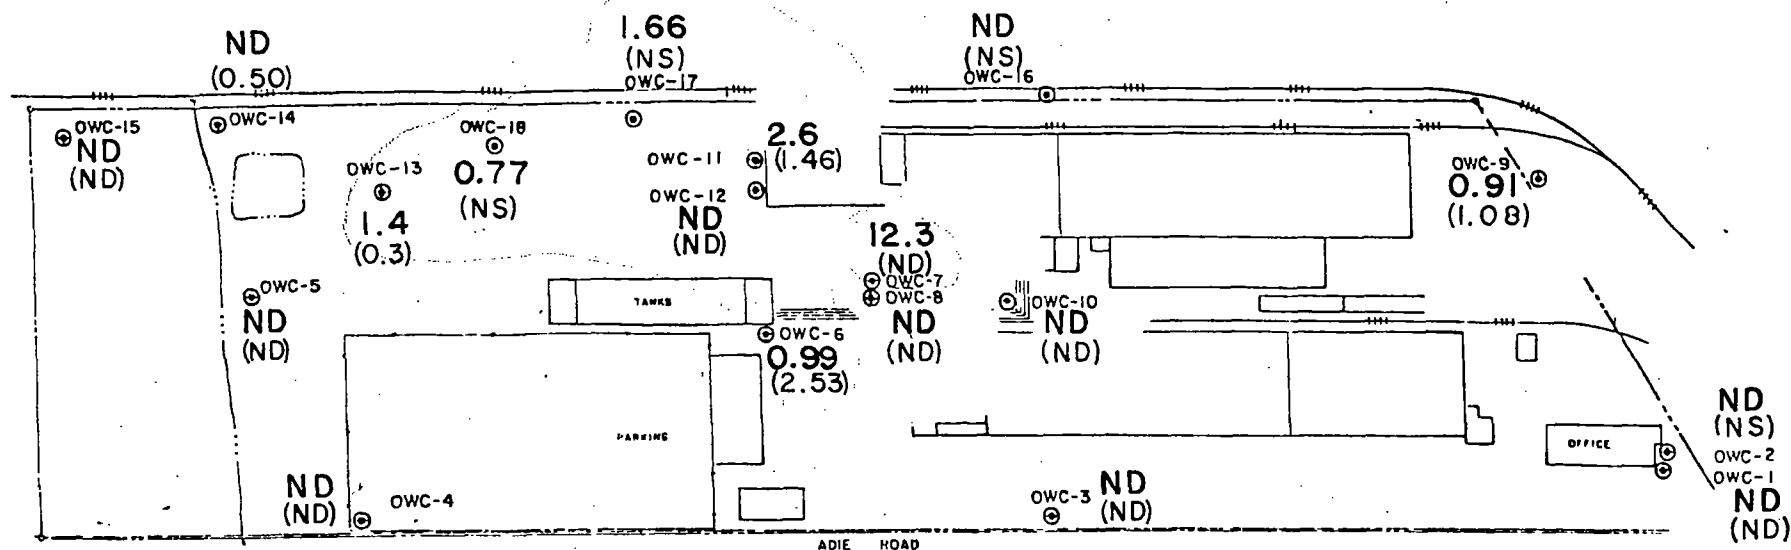 ND
(0.50)
1.66
(NS)
OWC-17
ND
(NS)
OWC-16
OWC-15
ND
(ND)
OWC-14
OWC-18
0.77
(NS)
OWC-13
1.4
(0.3)
OWC-11
2.6
(1.46)
OWC-12
ND
(ND)
OWC-9
0.91
(1.08)
12.3
(ND)
OWC-7
OWC-8
ND
(ND)
OWC-5
ND
(ND)
TANKS
OWC-10
ND
(ND)
OWC-6
0.99
(2.53)
PARKING
OFFICE
ND
(NS)
OWC-2
OWC-1
ND
(ND)
ND
(ND)
OWC-4
OWC-3
ND
(ND)
ADIE ROAD